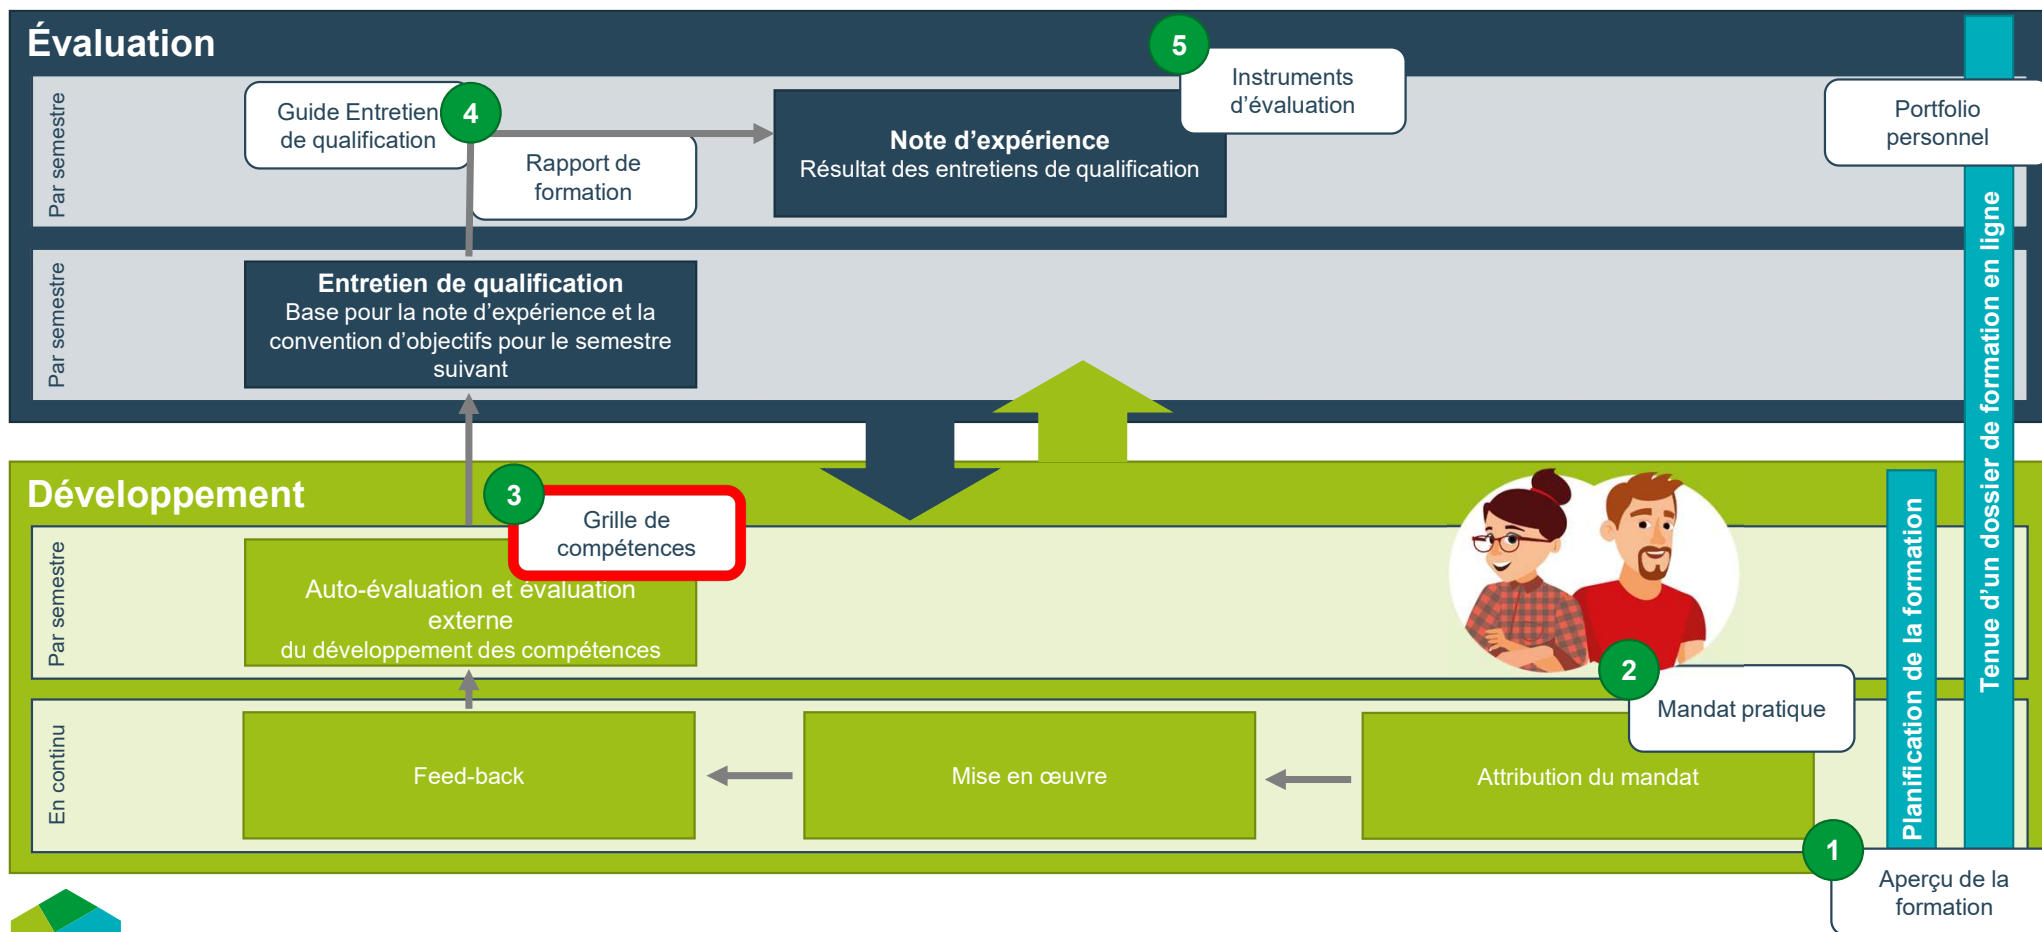 Évaluation
Par semestre
Guide Entretien
de qualification
4
Rapport de
formation
Note d’expérience
Résultat des entretiens de qualification
5
Instruments
d’évaluation
Portfolio
personnel
Par semestre
Entretien de qualification
Base pour la note d’expérience et la
convention d’objectifs pour le semestre
suivant
Tenue d’un dossier de formation en ligne
Développement
Par semestre
3
Grille de
compétences
Auto-évaluation et évaluation
externe
du développement des compétences
2
Mandat pratique
Planification de la formation
En continu
Feed-back
Mise en œuvre
Attribution du mandat
1
Aperçu de la
formation